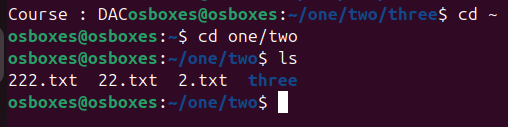 Course : DACosboxes@osboxes:~/one/two/three$ cd ~
osboxes@osboxes:~$ cd one/two
osboxes@osboxes:~/one/two$ ls
222.txt  22.txt  2.txt  three
osboxes@osboxes:~/one/two$